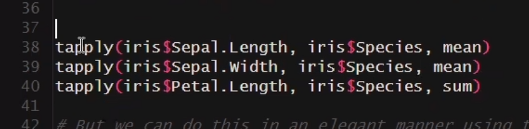 36
37
38 tapply(iris$Sepal.Length, iris$Species, mean)
39 tapply(iris$Sepal.Width, iris$Species, mean)
40 tapply(iris$Petal.Length, iris$Species, sum)
41
42 # But we can do this in an elegant manner using